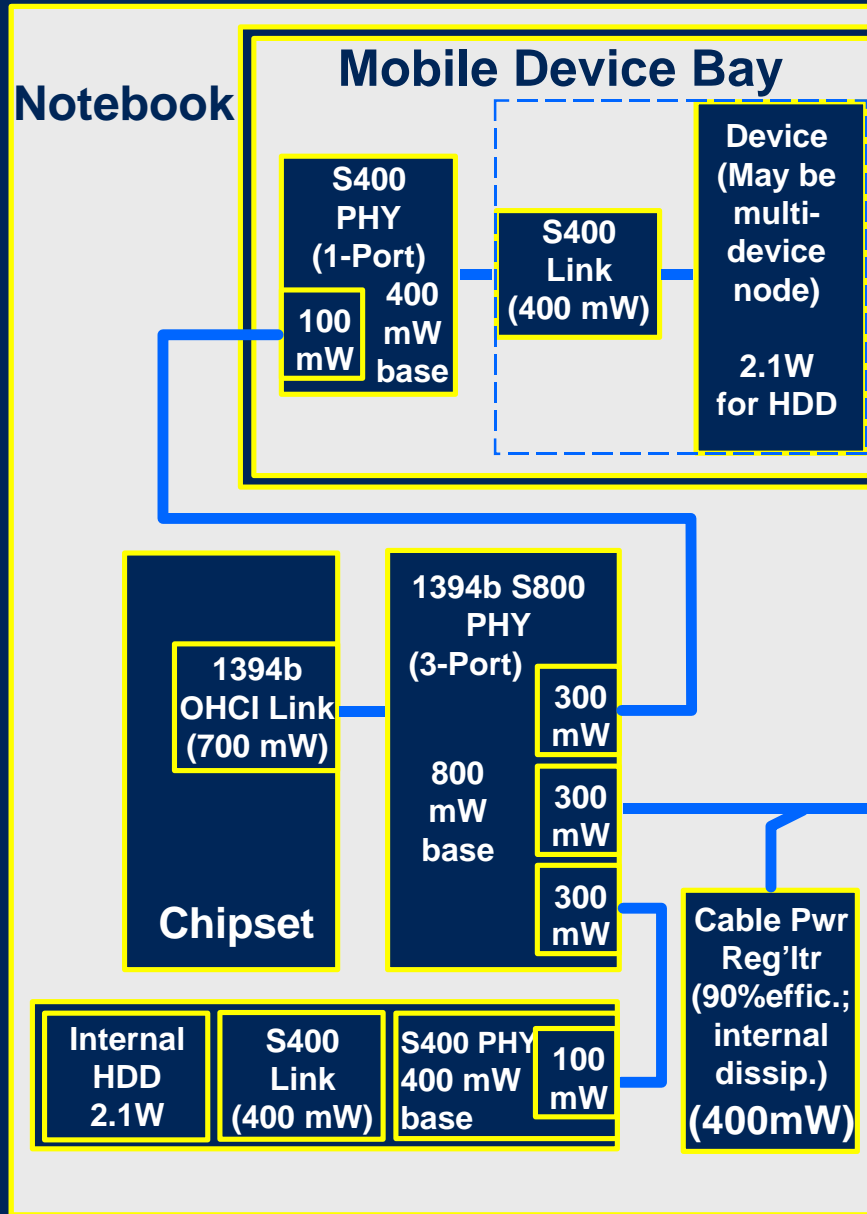 Mobile Device Bay
Notebook
S400
PHY
(1-Port)
400
mW
base
100
mW
S400
Link
(400 mW)
Device
(May be
multi-
device
node)
2.1W
for HDD
1394b
OHCI Link
(700 mW)
Chipset
1394b S800
PHY
(3-Port)
800
mW
base
300
mW
300
mW
300
mW
Cable Pwr
Reg'ltr
(90%effic.;
internal
dissip.)
(400mW)
Internal
HDD
2.1W
S400
Link
(400 mW)
S400 PHY
400 mW
base
100
mW